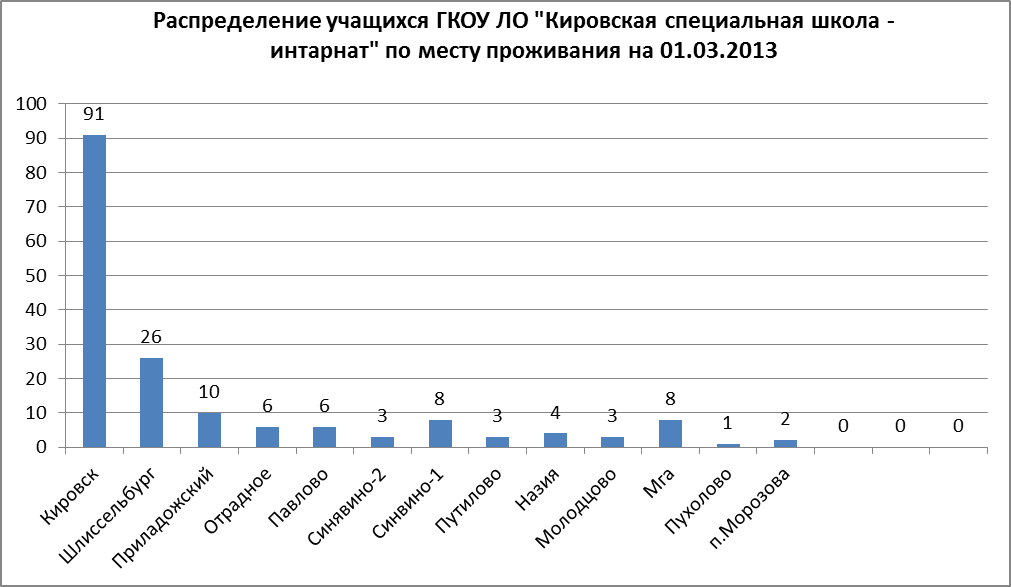 Распределение учащихся ГКОУ ЛО "Кировская специальная школа -
интарнат" по месту проживания на 01.03.2013
100
90
80
70
60
50
40
30
20
10
0
91
26
10
6
6
3
8
3
4
3
8
1
2
0
0
0
Кировск
Шлиссельбург
Приладожский
Отрадное
Павлово
Синявино-2
Синвино-1
Путилово
Назия
Молодцово
Мга
Пухолово
п.Морозова